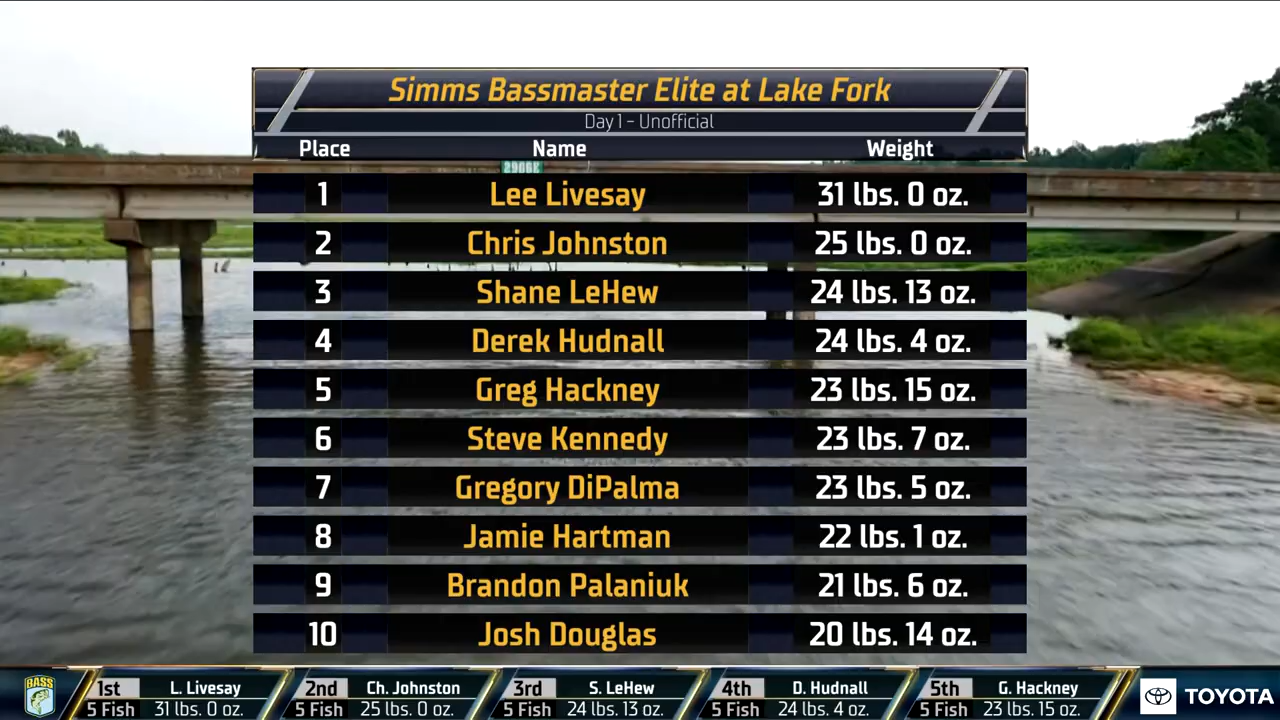 Simms Bassmaster Elite at Lake Fork
Day 1 - Unofficial
Place Name Weight
1 Lee Livesay 31 lbs. 0 oz.
2 Chris Johnston 25 lbs. 0 oz.
3 Shane LeHew 24 lbs. 13 oz.
4 Derek Hudnall 24 lbs. 4 oz.
5 Greg Hackney 23 lbs. 15 oz.
6 Steve Kennedy 23 lbs. 7 oz.
7 Gregory DiPalma 23 lbs. 5 oz.
8 Jamie Hartman 22 lbs. 1 oz.
9 Brandon Palaniuk 21 lbs. 6 oz.
10 Josh Douglas 20 lbs. 14 oz.
BASS
1st L. Livesay
5 Fish 31 lbs. 0 oz.
2nd Ch. Johnston
5 Fish 25 lbs. 0 oz.
3rd S. LeHew
5 Fish 24 lbs. 13 oz.
4th D. Hudnall
5 Fish 24 lbs. 4 oz.
5th G. Hackney
5 Fish 23 lbs. 15 oz.
TOYOTA